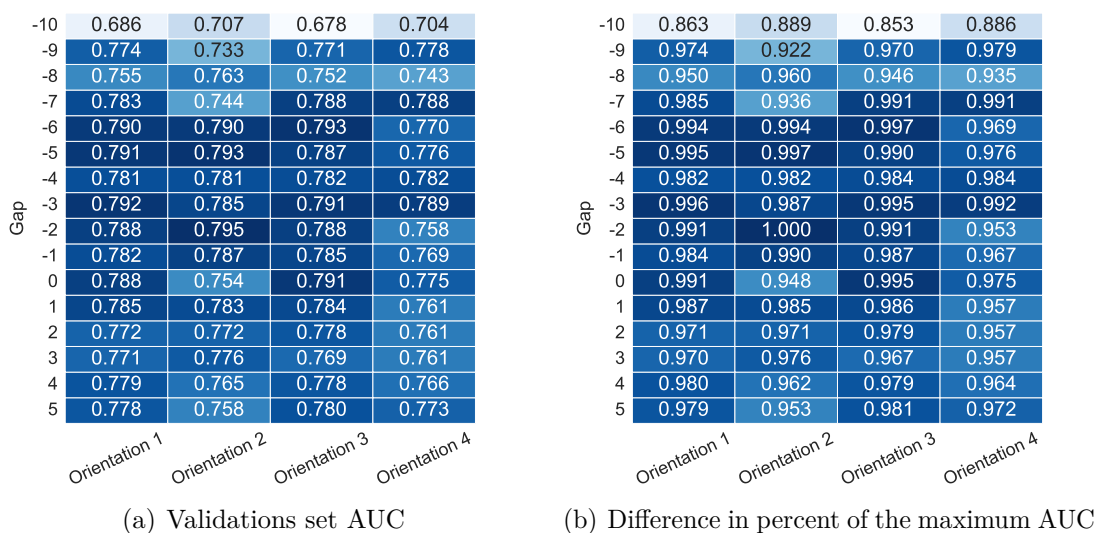 -10 0.686 0.707 0.678 0.704
-9 0.774 0.733 0.771 0.778
-8 0.755 0.763 0.752 0.743
-7 0.783 0.744 0.788 0.788
-6 0.790 0.790 0.793 0.770
-5 0.791 0.793 0.787 0.776
-4 0.781 0.781 0.782 0.782
-3 0.792 0.785 0.791 0.789
-2 0.788 0.795 0.788 0.758
-1 0.782 0.787 0.785 0.769
0 0.788 0.754 0.791 0.775
1 0.785 0.783 0.784 0.761
2 0.772 0.772 0.778 0.761
3 0.771 0.776 0.769 0.761
4 0.779 0.765 0.778 0.766
5 0.778 0.758 0.780 0.773
Gap
Orientation 1 Orientation 2 Orientation 3 Orientation 4
(a) Validations set AUC
-10 0.863 0.889 0.853 0.886
-9 0.974 0.922 0.970 0.979
-8 0.950 0.960 0.946 0.935
-7 0.985 0.936 0.991 0.991
-6 0.994 0.994 0.997 0.969
-5 0.995 0.997 0.990 0.976
-4 0.982 0.982 0.984 0.984
-3 0.996 0.987 0.995 0.992
-2 0.991 1.000 0.991 0.953
-1 0.984 0.990 0.987 0.967
0 0.991 0.948 0.995 0.975
1 0.987 0.985 0.986 0.957
2 0.971 0.971 0.979 0.957
3 0.970 0.976 0.967 0.957
4 0.980 0.962 0.979 0.964
5 0.979 0.953 0.981 0.972
Gap
Orientation 1 Orientation 2 Orientation 3 Orientation 4
(b) Difference in percent of the maximum AUC